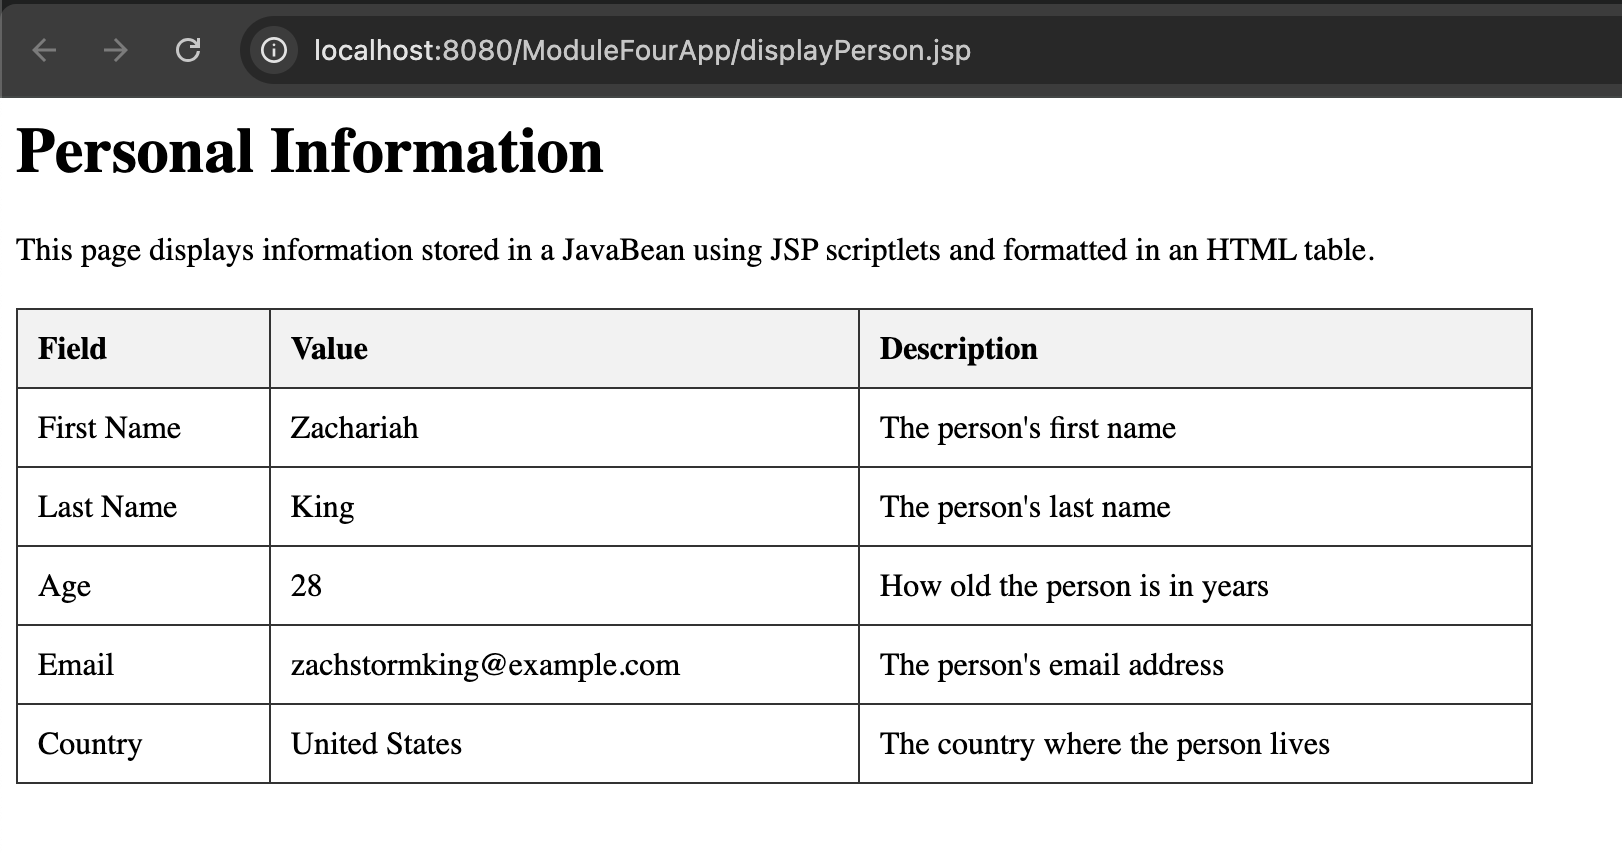 localhost:8080/ModuleFourApp/displayPerson.jsp
Personal Information
This page displays information stored in a JavaBean using JSP scriptlets and formatted in an HTML table.
Field Value Description
First Name Zachariah The person's first name
Last Name King The person's last name
Age 28 How old the person is in years
Email zachstormking@example.com The person's email address
Country United States The country where the person lives